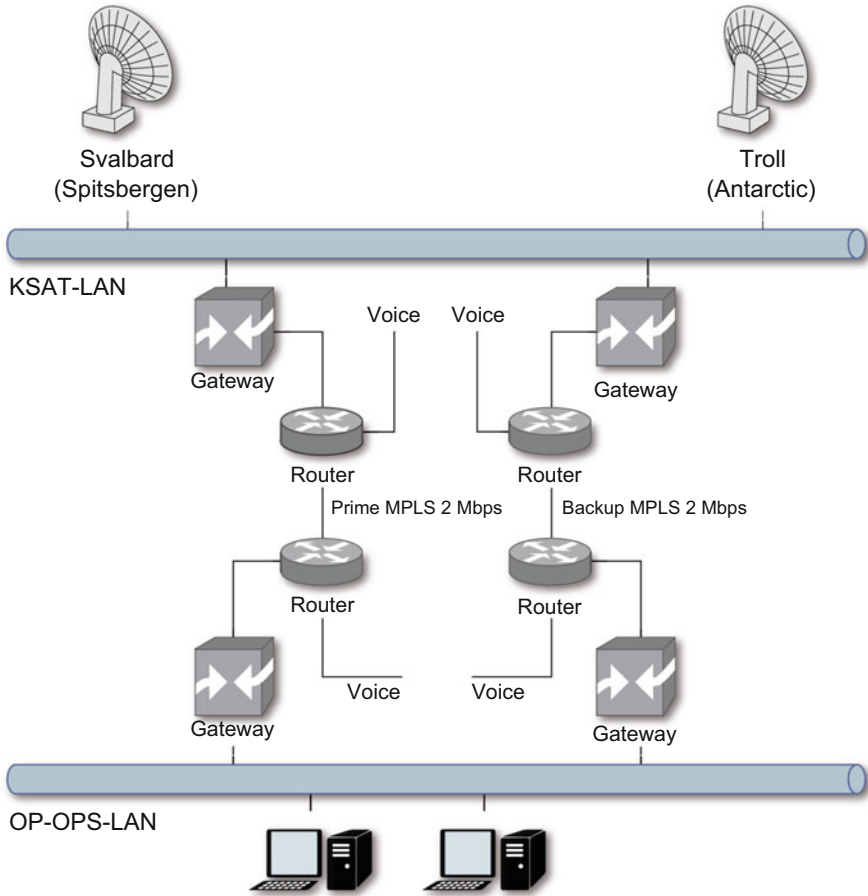 Svalbard
(Spitsbergen)
Troll
(Antarctic)
KSAT-LAN
Voice
Voice
Gateway
Gateway
Router
Router
Prime MPLS 2 Mbps
Backup MPLS 2 Mbps
Router
Router
Voice
Voice
Gateway
Gateway
OP-OPS-LAN